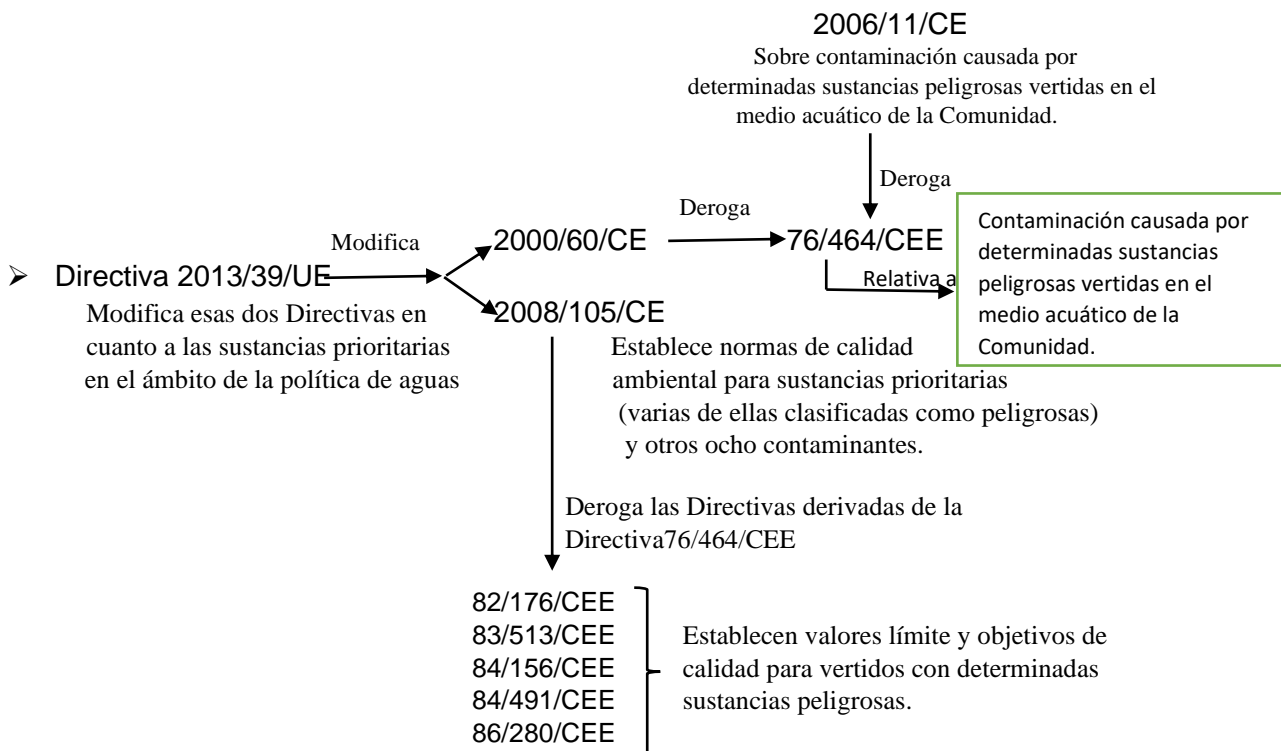 2006/11/CE
Sobre contaminación causada por
determinadas sustancias peligrosas vertidas en el
medio acuático de la Comunidad.
Deroga
Deroga
Modifica
2000/60/CE
76/464/CEE
Relativa a
Contaminación causada por
determinadas sustancias
peligrosas vertidas en el
medio acuático de la
Comunidad.
➢ Directiva 2013/39/UE
Modifica esas dos Directivas en
cuanto a las sustancias prioritarias
en el ámbito de la política de aguas
2008/105/CE
Establece normas de calidad
ambiental para sustancias prioritarias
(varias de ellas clasificadas como peligrosas)
y otros ocho contaminantes.
Deroga las Directivas derivadas de la
Directiva76/464/CEE
82/176/CEE
83/513/CEE
84/156/CEE
84/491/CEE
86/280/CEE
Establecen valores límite y objetivos de
calidad para vertidos con determinadas
sustancias peligrosas.